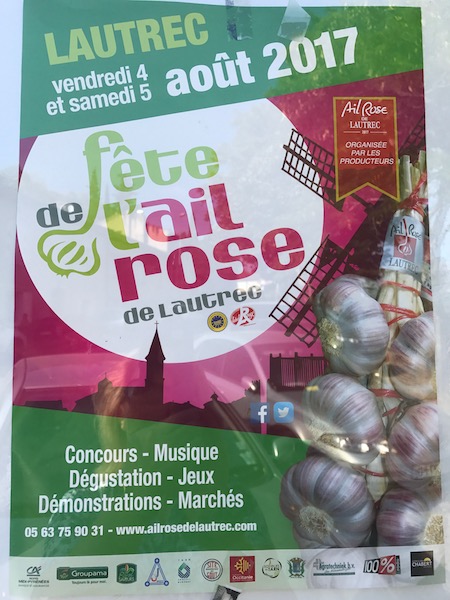 LAUTREC
vendredi 4
et samedi 5
août 2017
Ail Rose
DE
LAUTREC
ORGANISÉE
PAR LES
PRODUCTEURS
fête
de l'ail
rose
de Lautrec
Ail Rose
LAUTREC
Concours - Musique
Dégustation - Jeux
Démonstrations - Marchés
05 63 75 90 31 - www.ailrosedelautrec.com
Groupama
Occitanie
Agrotechniek b.v.
100%
CHABERT